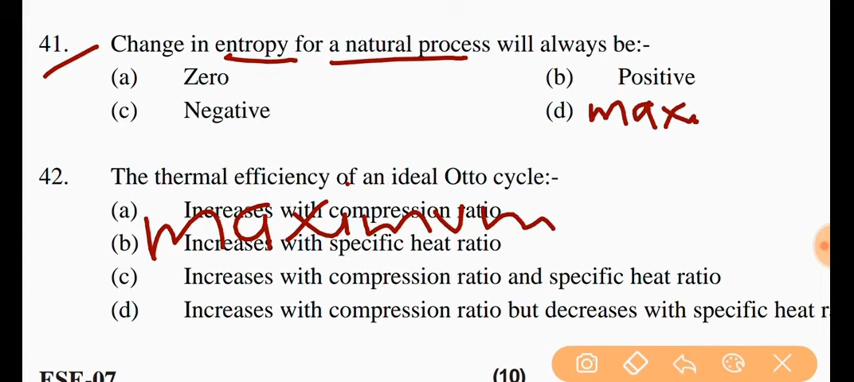 41. Change in entropy for a natural process will always be:-
(a) Zero (b) Positive
(c) Negative (d) max.
42. The thermal efficiency of an ideal Otto cycle:-
maximum
(a) Increases with compression ratio
(b) Increases with specific heat ratio
(c) Increases with compression ratio and specific heat ratio
(d) Increases with compression ratio but decreases with specific heat r
ESE-07 (10)